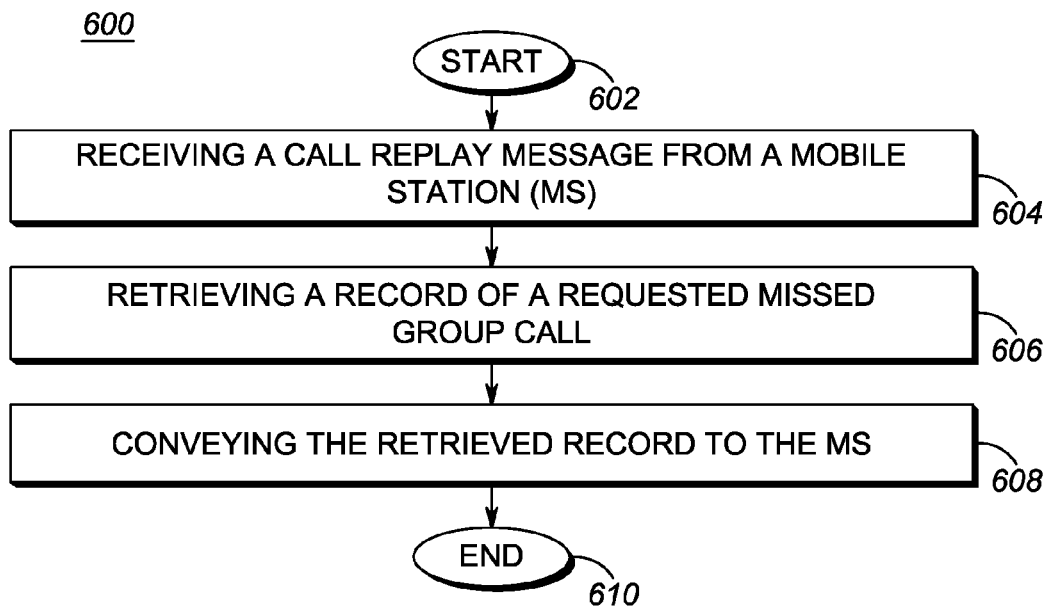 600
START
602
RECEIVING A CALL REPLAY MESSAGE FROM A MOBILE
STATION (MS)
604
RETRIEVING A RECORD OF A REQUESTED MISSED
GROUP CALL
606
CONVEYING THE RETRIEVED RECORD TO THE MS
608
END
610